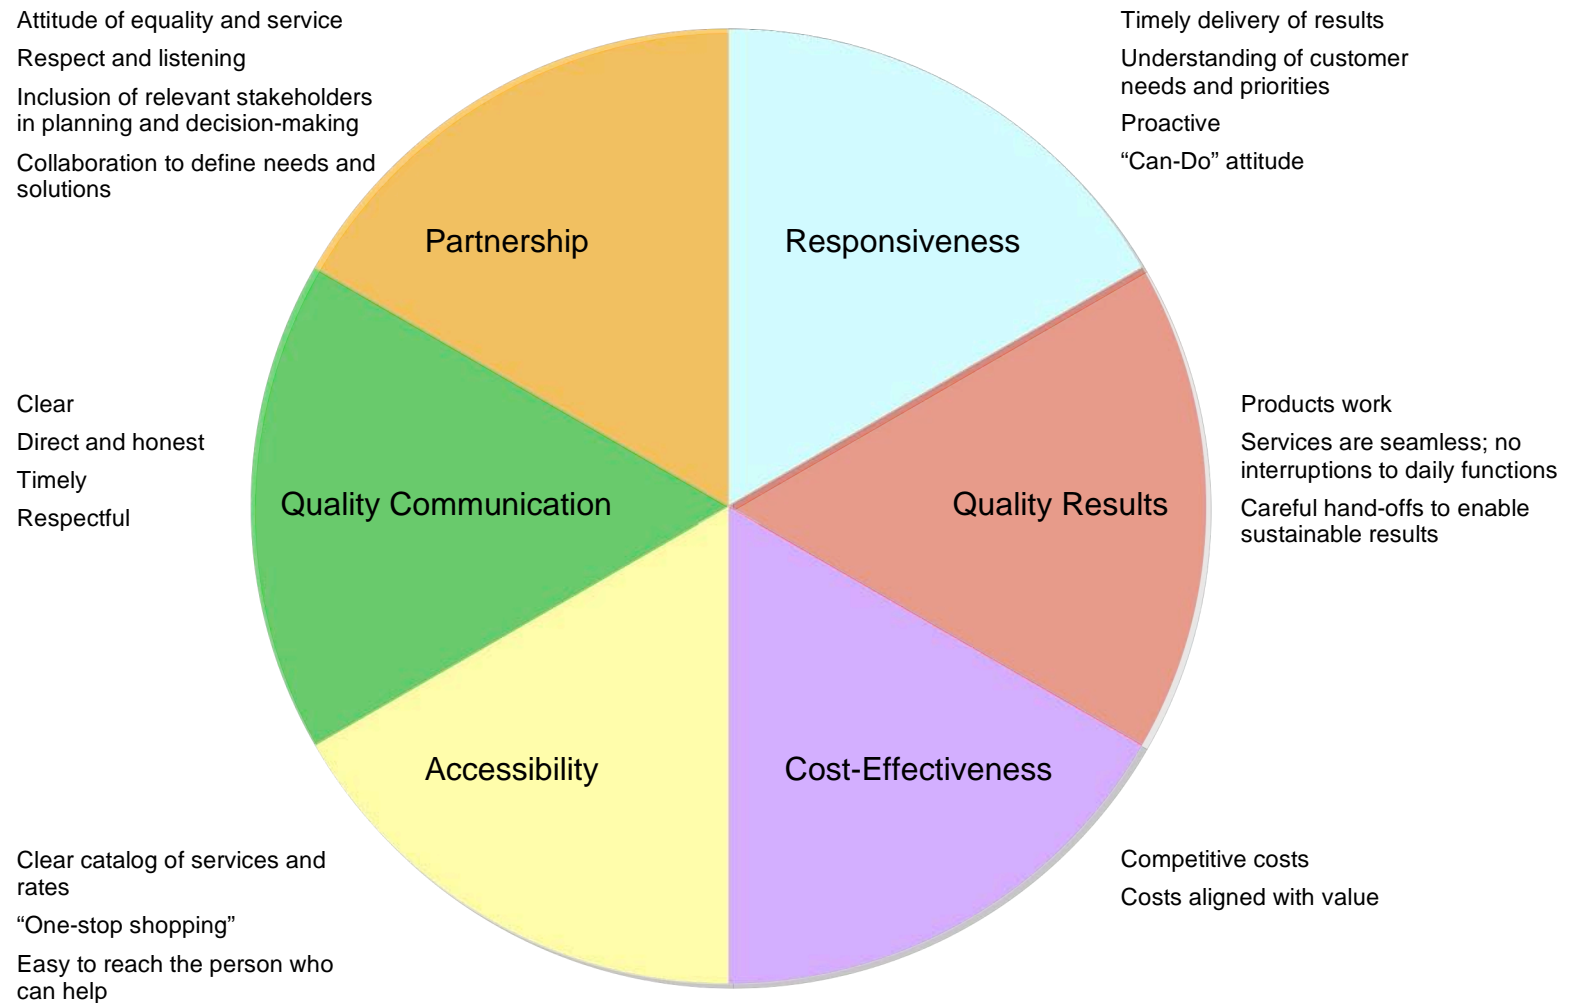 Attitude of equality and service
Respect and listening
Inclusion of relevant stakeholders
in planning and decision-making
Collaboration to define needs and
solutions
Timely delivery of results
Understanding of customer
needs and priorities
Proactive
“Can-Do” attitude
Partnership
Responsiveness
Clear
Direct and honest
Timely
Respectful
Quality Communication
Quality Results
Products work
Services are seamless; no
interruptions to daily functions
Careful hand-offs to enable
sustainable results
Accessibility
Cost-Effectiveness
Clear catalog of services and
rates
“One-stop shopping”
Easy to reach the person who
can help
Competitive costs
Costs aligned with value